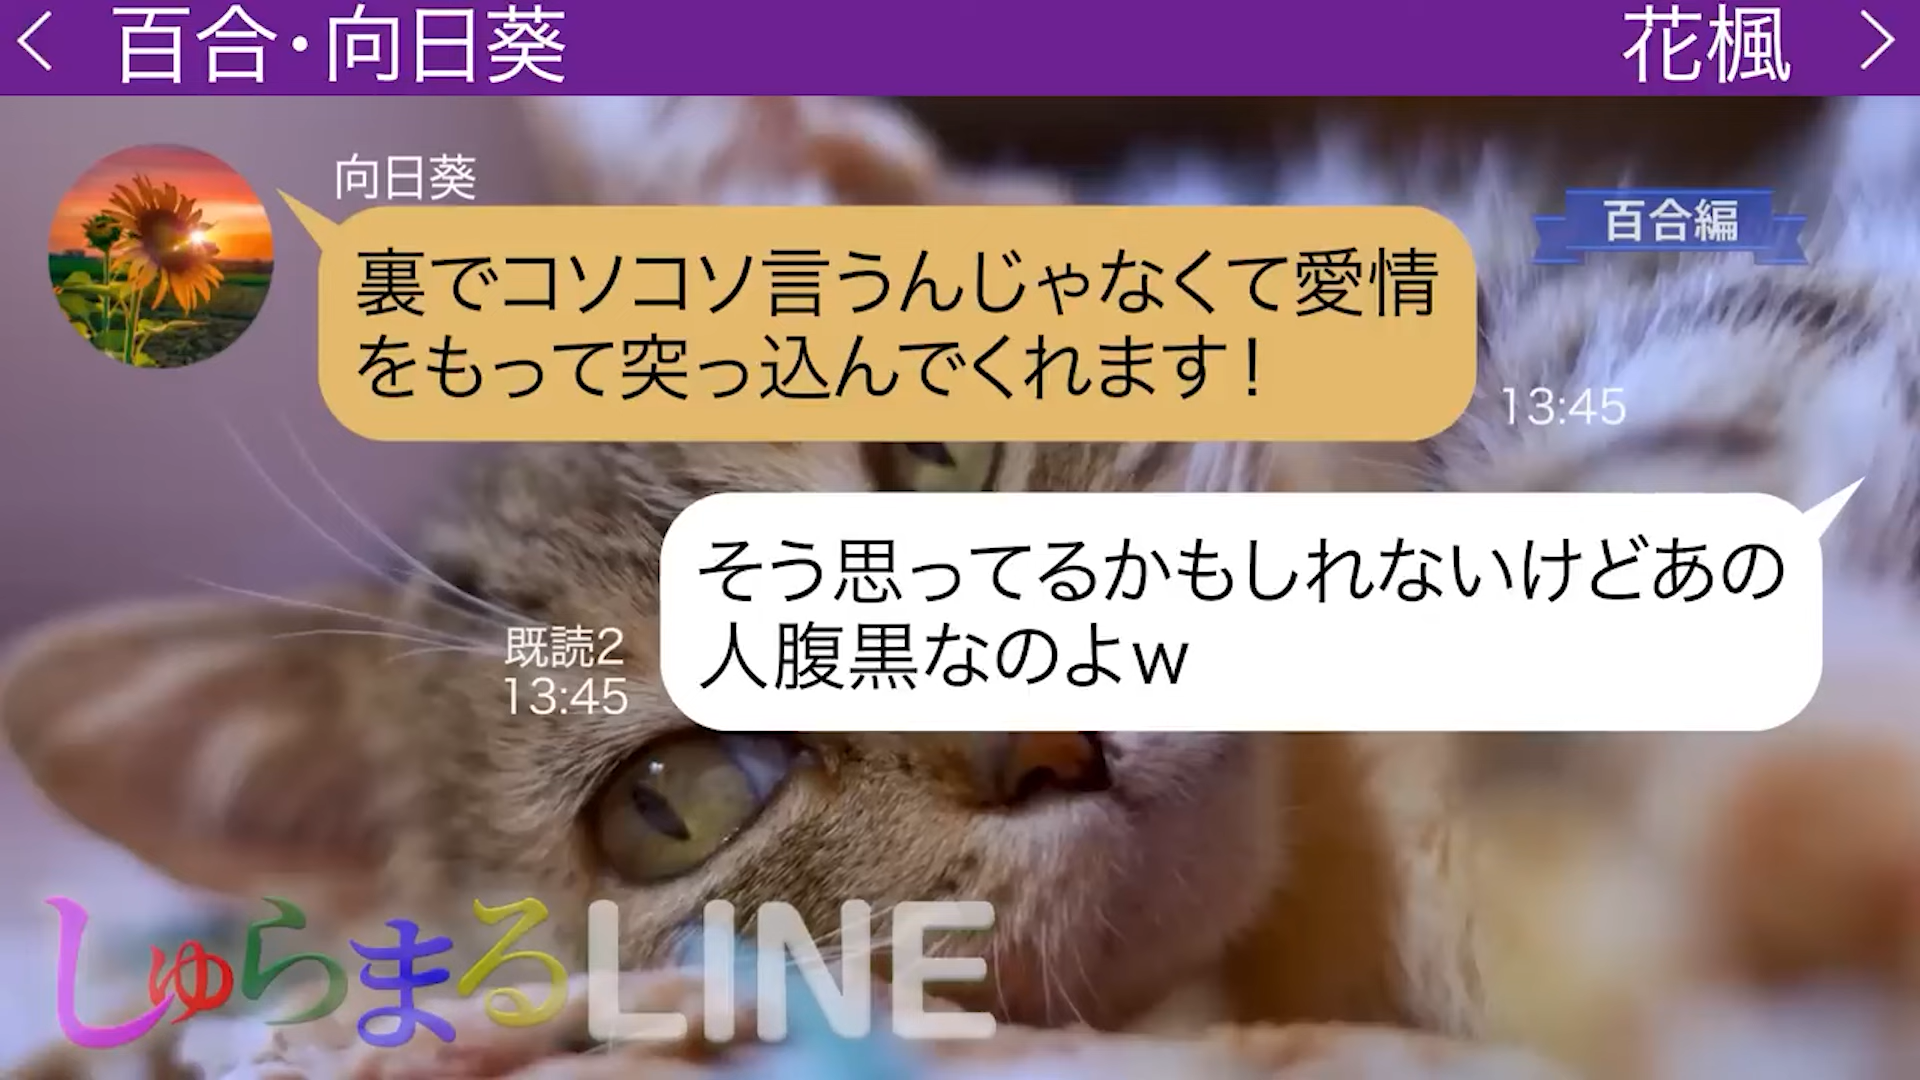 百合・向日葵
花楓
向日葵
百合編
裏でコソコソ言うんじゃなくて愛情
をもって突っ込んでくれます!
13:45
そう思ってるかもしれないけどあの
人腹黒なのよw
既読2
13:45
しゅらまるLINE